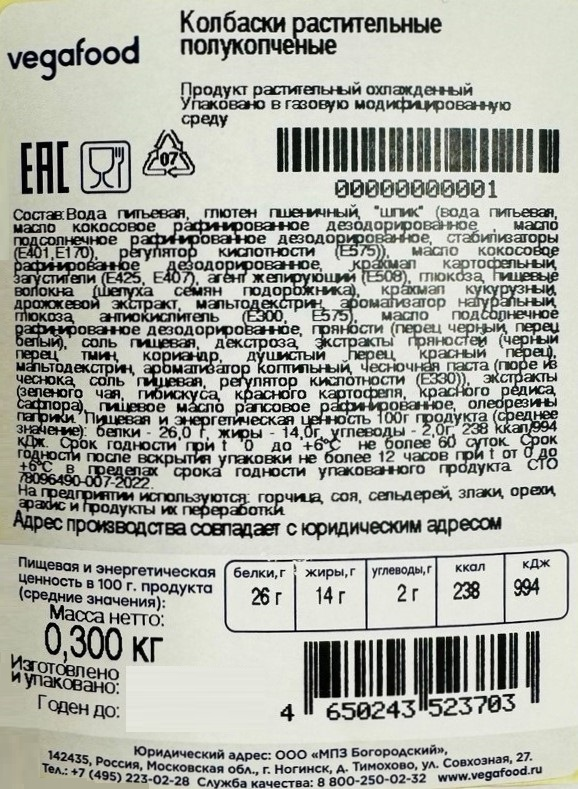 vegafood
Колбаски растительные
полукопченые
Продукт растительный охлажденный
Упаковано в газовую модифицированную
среду
ЕАС
07
00000000001
Состав:Вода питьевая, глютен пшеничный, "шпик" (вода питьевая,
масло кокосовое рафинированное дезодорированное , масло
подсолнечное рафинированное дезодорированное, стабилизаторы
(Е401,Е170), регулятор кислотности (Е575)), масло кокосовое
рафинированное дезодорированное, крахмал картофельный,
загустители (Е425, Е407), агент желирующий (Е508), глюкоза, пищевые
волокна (шелуха семян подорожника), крахмал кукурузный,
дрожжевой экстракт, мальтодекстрин, ароматизатор натуральный,
глюкоза, антиокислитель (Е300, Е575), масло подсолнечное
рафинированное дезодорированное, пряности (перец черный, перец
белый), соль пищевая, декстроза, экстракты пряностей (черный
перец, тмин, кориандр, душистый перец, красный перец),
мальтодекстрин, ароматизатор коптильный, чесночная паста (пюре из
чеснока, соль пищевая, регулятор кислотности (Е330)), экстракты
(зеленого чая, гибискуса, красного картофеля, красного редиса,
сафлора), пищевое масло рапсовое рафинированное, олеорезины
паприки. Пищевая и энергетическая ценность 100г продукта (среднее
значение): белки - 26,0 г, жиры - 14,0г, углеводы - 2,0г, 238 ккал/994
кДж. Срок годности при t 0 до +6°С не более 60 суток. Срок
годности после вскрытия упаковки не более 12 часов при t от 0 до
+6°С в пределах срока годности упакованного продукта. СТО
78096490-007-2022.
На предприятии используются: горчица, соя, сельдерей, злаки, орехи,
арахис и продукты их переработки.
Адрес производства совпадает с юридическим адресом
Пищевая и энергетическая
ценность в 100 г. продукта
(средние значения):
белки, г жиры, г углеводы, г ккал кДж
26 г 14 г 2 г 238 994
Масса нетто:
0,300 кг
Изготовлено
и упаковано:
Годен до:
4 650243 523703
Юридический адрес: ООО «МПЗ Богородский»,
142435, Россия, Московская обл., г. Ногинск, д. Тимохово, ул. Совхозная, 27.
Тел.: +7 (495) 223-02-28 Служба качества: 8 800-250-02-32 www.vegafood.ru